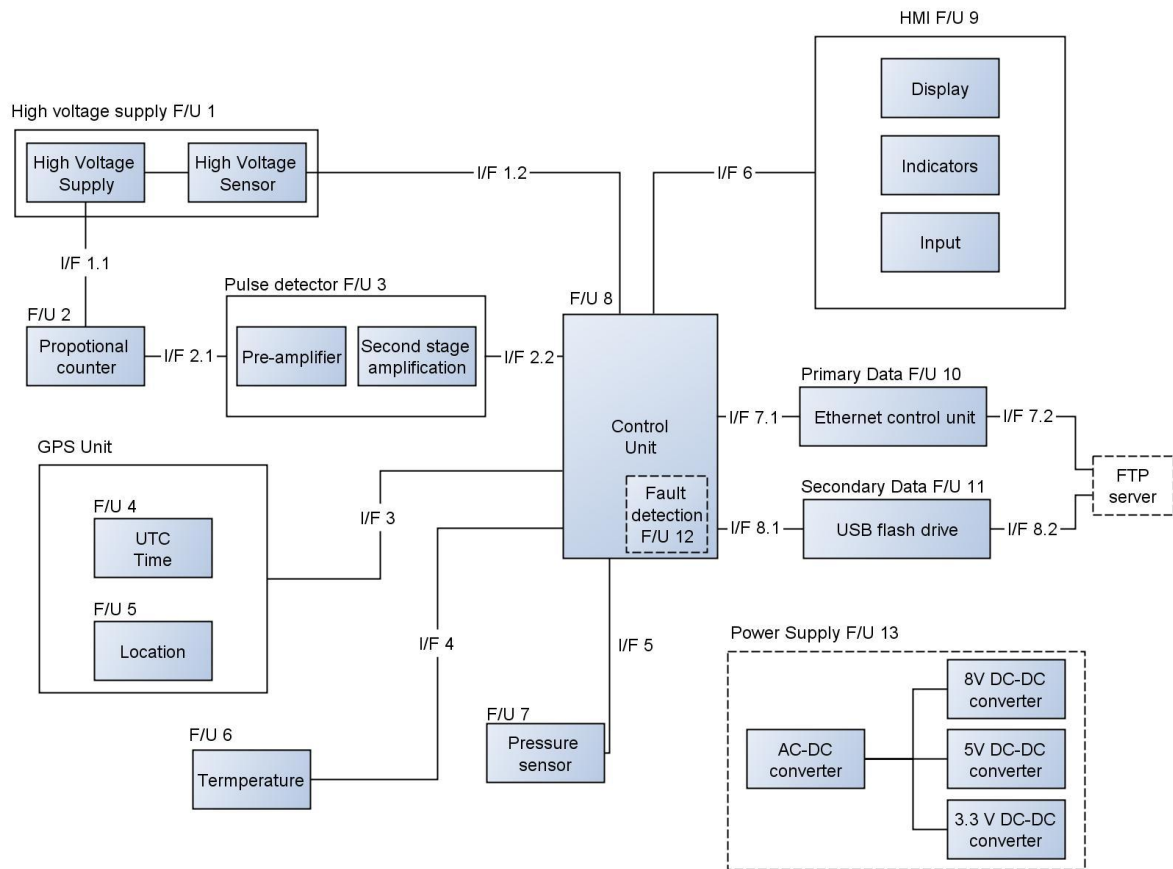 HMI F/U 9
Display
Indicators
Input
High voltage supply F/U 1
High Voltage
Supply
High Voltage
Sensor
I/F 1.2
I/F 6
I/F 1.1
Pulse detector F/U 3
F/U 2
Propotional
counter
I/F 2.1
Pre-amplifier
Second stage
amplification
I/F 2.2
F/U 8
Control
Unit
Fault
detection
F/U 12
Primary Data F/U 10
I/F 7.1
Ethernet control unit
I/F 7.2
Secondary Data F/U 11
I/F 8.1
USB flash drive
I/F 8.2
FTP
server
GPS Unit
F/U 4
UTC
Time
F/U 5
Location
I/F 3
I/F 4
I/F 5
F/U 6
Termperature
F/U 7
Pressure
sensor
Power Supply F/U 13
AC-DC
converter
8V DC-DC
converter
5V DC-DC
converter
3.3 V DC-DC
converter